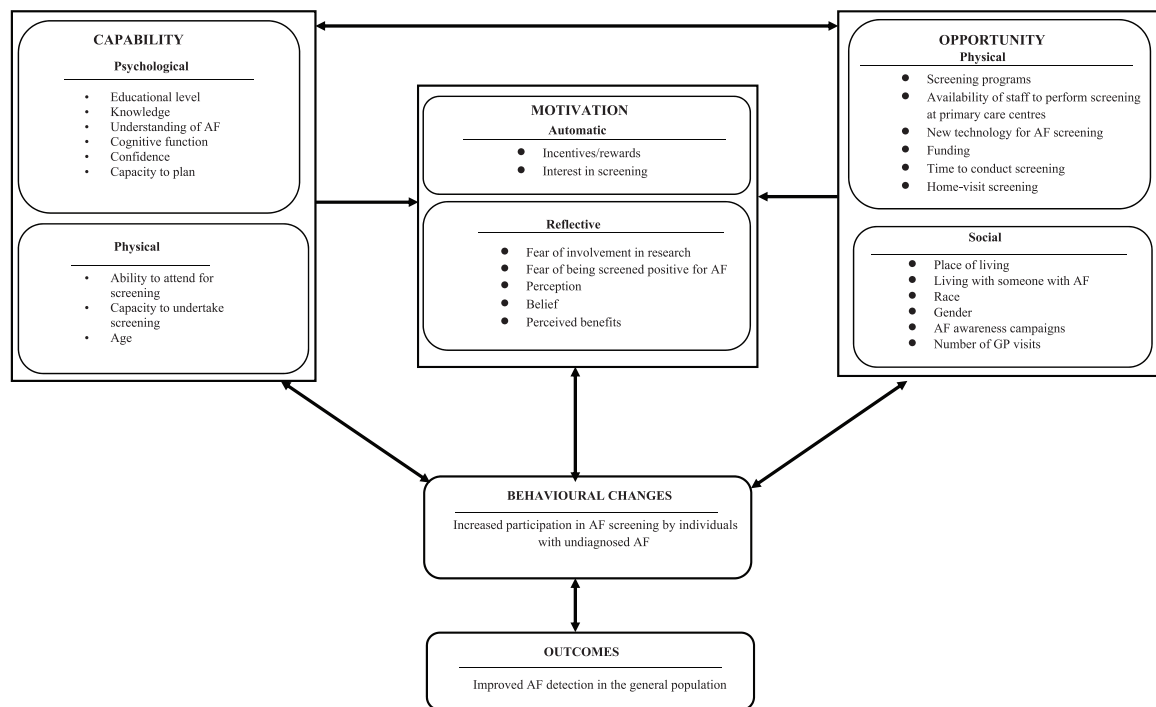 CAPABILITY
Psychological
• Educational level
• Knowledge
• Understanding of AF
• Cognitive function
• Confidence
• Capacity to plan
Physical
• Ability to attend for
screening
• Capacity to undertake
screening
• Age
MOTIVATION
Automatic
● Incentives/rewards
● Interest in screening
Reflective
● Fear of involvement in research
● Fear of being screened positive for AF
● Perception
● Belief
● Perceived benefits
OPPORTUNITY
Physical
● Screening programs
● Availability of staff to perform screening
at primary care centres
● New technology for AF screening
● Funding
● Time to conduct screening
● Home-visit screening
Social
● Place of living
● Living with someone with AF
● Race
● Gender
● AF awareness campaigns
● Number of GP visits
BEHAVIOURAL CHANGES
Increased participation in AF screening by individuals
with undiagnosed AF
OUTCOMES
Improved AF detection in the general population